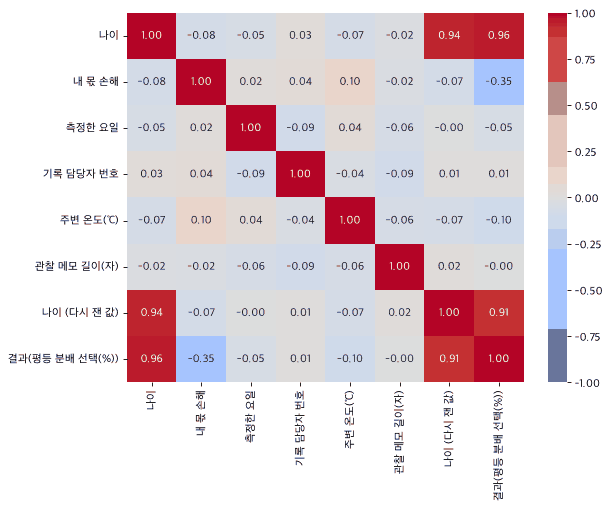 나이 1.00 -0.08 -0.05 0.03 -0.07 -0.02 0.94 0.96
내 몫 손해 -0.08 1.00 0.02 0.04 0.10 -0.02 -0.07 -0.35
측정한 요일 -0.05 0.02 1.00 -0.09 0.04 -0.06 -0.00 -0.05
기록 담당자 번호 0.03 0.04 -0.09 1.00 -0.04 -0.09 0.01 0.01
주변 온도(℃) -0.07 0.10 0.04 -0.04 1.00 -0.06 -0.07 -0.10
관찰 메모 길이(자) -0.02 -0.02 -0.06 -0.09 -0.06 1.00 0.02 -0.00
나이 (다시 잰 값) 0.94 -0.07 -0.00 0.01 -0.07 0.02 1.00 0.91
결과(평등 분배 선택(%)) 0.96 -0.35 -0.05 0.01 -0.10 -0.00 0.91 1.00
나이
내 몫 손해
측정한 요일
기록 담당자 번호
주변 온도(℃)
관찰 메모 길이(자)
나이 (다시 잰 값)
결과(평등 분배 선택(%))
1.00
0.75
0.50
0.25
0.00
-0.25
-0.50
-0.75
-1.00